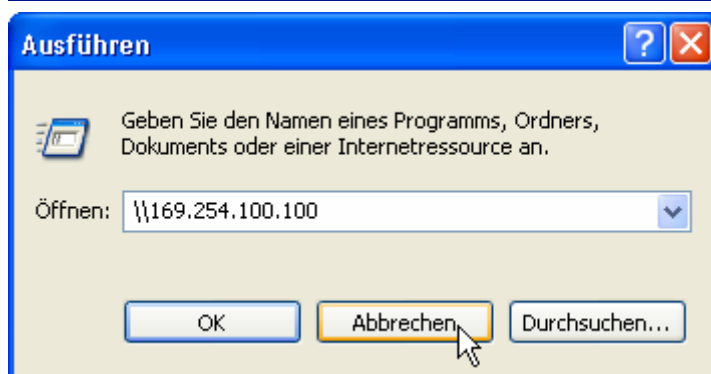 Ausführen
Geben Sie den Namen eines Programms, Ordners,
Dokuments oder einer Internetressource an.
Öffnen: \\169.254.100.100
OK Abbrechen Durchsuchen...